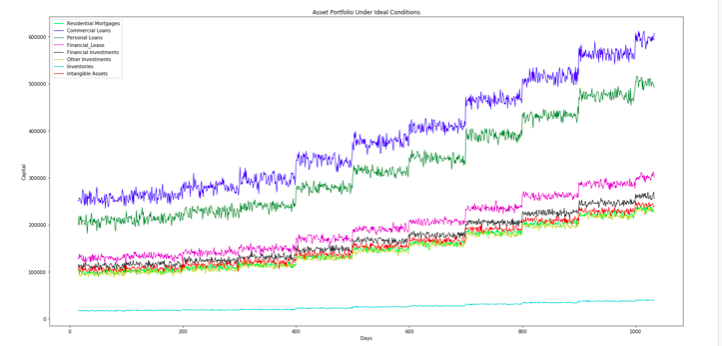 Asset Portfolio Under Ideal Conditions
Residential Mortgages
Commercial Loans
Personal Loans
Financial_Lease
Financial Investments
Other Investments
Inventories
Intangible Assets
600000
500000
400000
300000
200000
100000
0
Capital
0 200 400 600 800 1000
Days